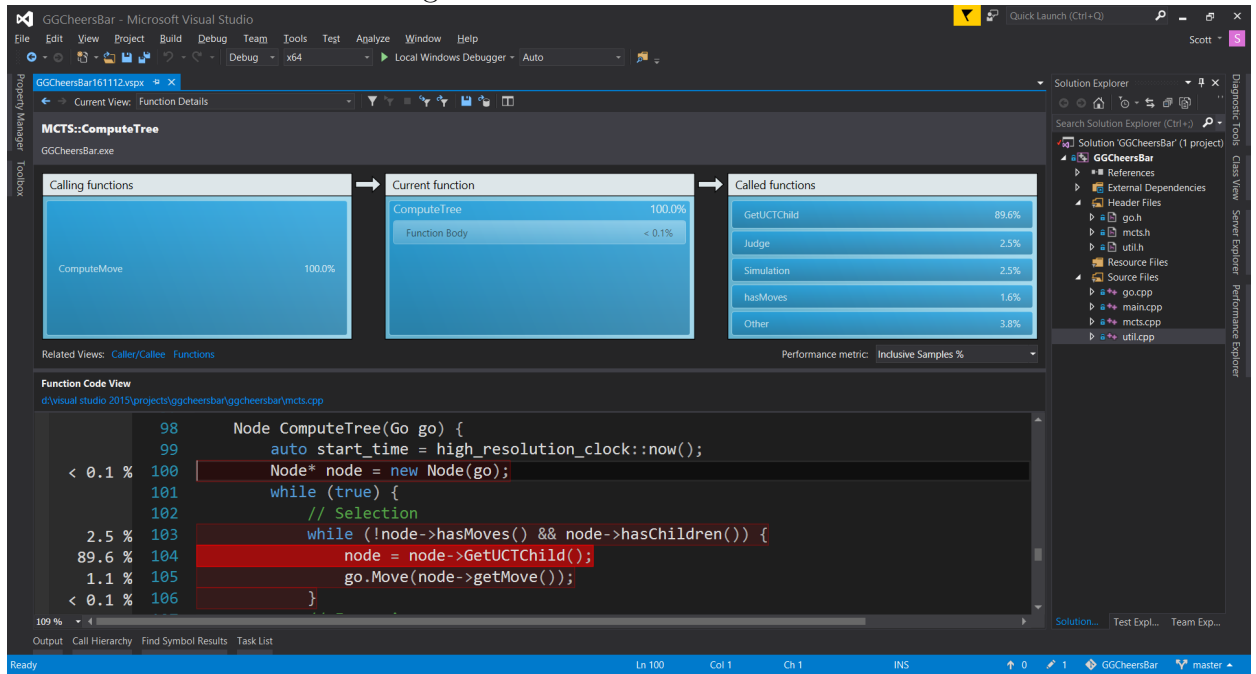 GGCheersBar - Microsoft Visual Studio
Quick Launch (Ctrl+Q)
File Edit View Project Build Debug Team Tools Test Analyze Window Help
Scott S
Debug x64 Local Windows Debugger Auto
Property Manager
Toolbox
GGCheersBar161112.vspx
Current View: Function Details
MCTS::ComputeTree
GGCheersBar.exe
Calling functions
ComputeMove 100.0%
Current function
ComputeTree 100.0%
Function Body < 0.1%
Called functions
GetUCTChild 89.6%
Judge 2.5%
Simulation 2.5%
hasMoves 1.6%
Other 3.8%
Related Views: Caller/Callee Functions
Performance metric: Inclusive Samples %
Function Code View
d:\visual studio 2015\projects\ggcheersbar\ggcheersbar\mcts.cpp
98 Node ComputeTree(Go go) {
99 auto start_time = high_resolution_clock::now();
< 0.1 % 100 Node* node = new Node(go);
101 while (true) {
102 // Selection
2.5 % 103 while (!node->hasMoves() && node->hasChildren()) {
89.6 % 104 node = node->GetUCTChild();
1.1 % 105 go.Move(node->getMove());
< 0.1 % 106 }
109 %
Output Call Hierarchy Find Symbol Results Task List
Solution Explorer
Search Solution Explorer (Ctrl+;)
Solution 'GGCheersBar' (1 project)
GGCheersBar
References
External Dependencies
Header Files
go.h
mcts.h
util.h
Resource Files
Source Files
go.cpp
main.cpp
mcts.cpp
util.cpp
Solution... Test Expl... Team Exp...
Diagnostic Tools
Class View
Server Explorer
Performance Explorer
Ready Ln 100 Col 1 Ch 1 INS 0 1 GGCheersBar master